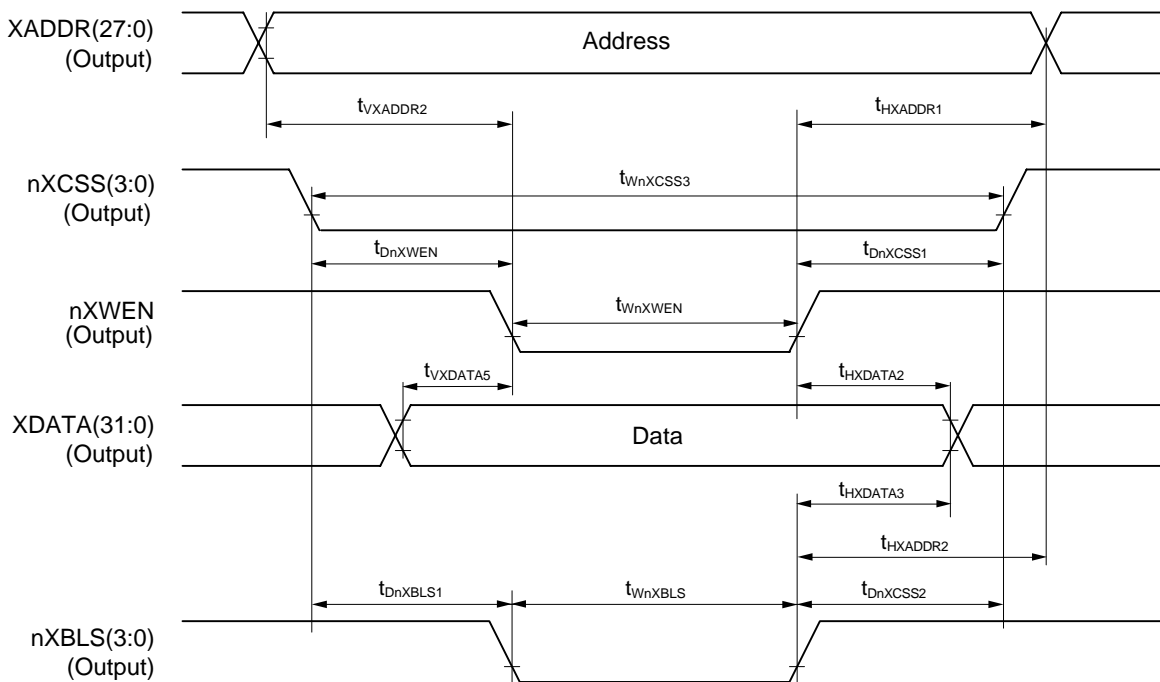 XADDR(27:0)
(Output)
Address
tVXADDR2
tHXADDR1
nXCSS(3:0)
(Output)
tWnXCSS3
tDnXWEN
tDnXCSS1
nXWEN
(Output)
tWnXWEN
tVXDATA5
tHXDATA2
XDATA(31:0)
(Output)
Data
tHXDATA3
tHXADDR2
tDnXBLS1
tWnXBLS
tDnXCSS2
nXBLS(3:0)
(Output)